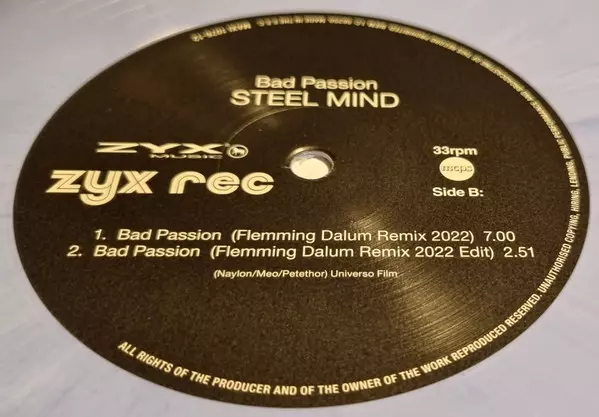 Bad Passion
STEEL MIND
ZYX
MUSIC
zyx rec
33rpm
mcps
Side B:
1. Bad Passion (Flemming Dalum Remix 2022) 7.00
2. Bad Passion (Flemming Dalum Remix 2022 Edit) 2.51
(Naylon/Meo/Petethor) Universo Film
ALL RIGHTS OF THE PRODUCER AND OF THE OWNER OF THE WORK REPRODUCED RESERVED. UNAUTHORISED COPYING, HIRING, LENDING, PUBLIC